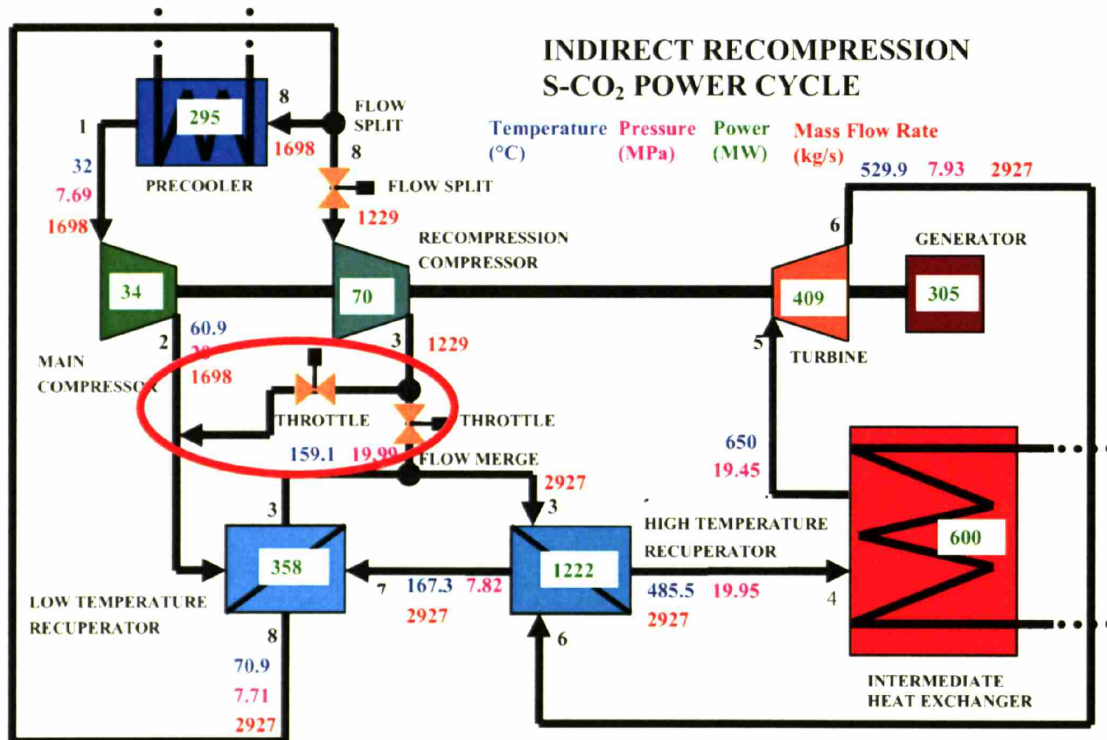 INDIRECT RECOMPRESSION
S-CO₂ POWER CYCLE
Temperature Pressure Power Mass Flow Rate
(°C) (MPa) (MW) (kg/s)
8
FLOW
SPLIT
295
1
1698
PRECOOLER
8
FLOW SPLIT
32
7.69
1698
1229
529.9 7.93 2927
RECOMPRESSION
COMPRESSOR
6
GENERATOR
34
70
409
305
2
60.9
3
1229
5
TURBINE
MAIN
COMPRESSOR
1698
THROTTLE
THROTTLE
159.1 19.99
FLOW MERGE
650
19.45
2927
3
3
HIGH TEMPERATURE
RECUPERATOR
358
1222
600
7
167.3 7.82
2927
485.5 19.95
2927
4
LOW TEMPERATURE
RECUPERATOR
8
6
70.9
7.71
2927
INTERMEDIATE
HEAT EXCHANGER